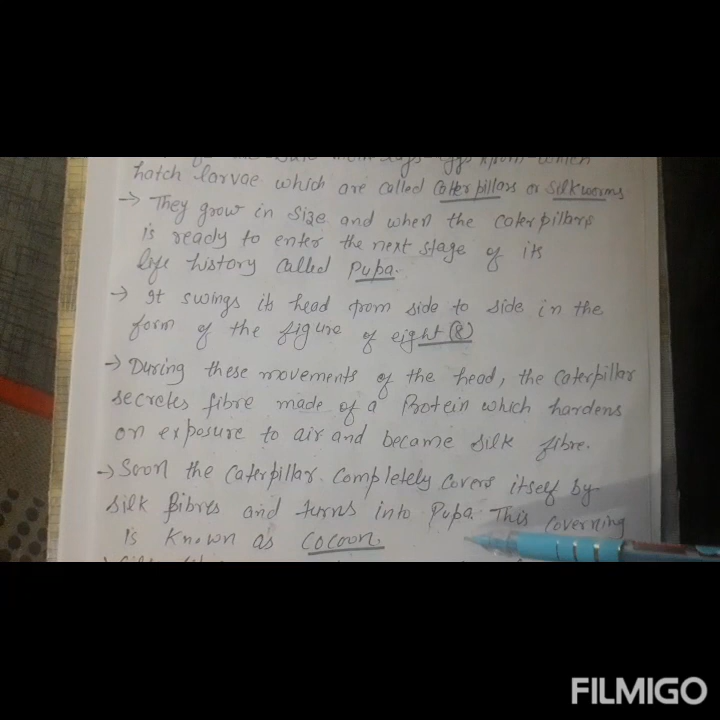 hatch larvae which are called Caterpillars or Silkworms
→ They grow in size and when the caterpillars
is ready to enter the next stage of its
life history called Pupa.
→ It swings its head from side to side in the
form of the figure of eight (8)
→ During these movements of the head, the caterpillar
secretes fibre made of a Protein which hardens
on exposure to air and became silk fibre.
→ Soon the caterpillar. Completely covers itself by
silk fibres and turns into Pupa. This coverning
is known as Cocoon.
FILMIGO